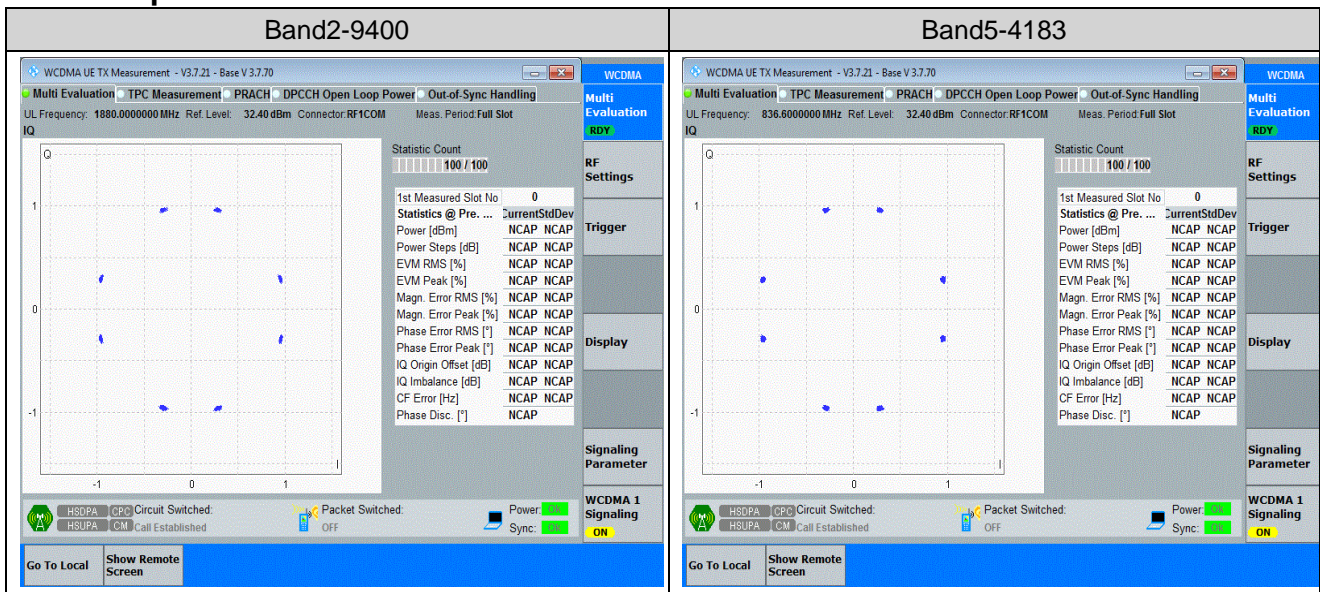 Band2-9400
Band5-4183
WCDMA UE TX Measurement - V3.7.21 - Base V 3.7.70
WCDMA
Multi Evaluation TPC Measurement PRACH DPCCH Open Loop Power Out-of-Sync Handling
Multi Evaluation
RDY
UL Frequency: 1880.0000000 MHz Ref. Level: 32.40 dBm Connector: RF1COM Meas. Period: Full Slot
IQ
Q
1
0
-1
-1 0 1
I
Statistic Count
100 / 100
1st Measured Slot No 0
Statistics @ Pre. ... Current StdDev
Power [dBm] NCAP NCAP
Power Steps [dB] NCAP NCAP
EVM RMS [%] NCAP NCAP
EVM Peak [%] NCAP NCAP
Magn. Error RMS [%] NCAP NCAP
Magn. Error Peak [%] NCAP NCAP
Phase Error RMS [°] NCAP NCAP
Phase Error Peak [°] NCAP NCAP
IQ Origin Offset [dB] NCAP NCAP
IQ Imbalance [dB] NCAP NCAP
CF Error [Hz] NCAP NCAP
Phase Disc. [°] NCAP
RF Settings
Trigger
Display
Signaling Parameter
WCDMA 1 Signaling
ON
HSDPA CPC Circuit Switched: Packet Switched: Power: OK
HSUPA CM Call Established OFF Sync: OK
Go To Local
Show Remote Screen
WCDMA UE TX Measurement - V3.7.21 - Base V 3.7.70
WCDMA
Multi Evaluation TPC Measurement PRACH DPCCH Open Loop Power Out-of-Sync Handling
Multi Evaluation
RDY
UL Frequency: 836.6000000 MHz Ref. Level: 32.40 dBm Connector: RF1COM Meas. Period: Full Slot
IQ
Q
1
0
-1
-1 0 1
I
Statistic Count
100 / 100
1st Measured Slot No 0
Statistics @ Pre. ... Current StdDev
Power [dBm] NCAP NCAP
Power Steps [dB] NCAP NCAP
EVM RMS [%] NCAP NCAP
EVM Peak [%] NCAP NCAP
Magn. Error RMS [%] NCAP NCAP
Magn. Error Peak [%] NCAP NCAP
Phase Error RMS [°] NCAP NCAP
Phase Error Peak [°] NCAP NCAP
IQ Origin Offset [dB] NCAP NCAP
IQ Imbalance [dB] NCAP NCAP
CF Error [Hz] NCAP NCAP
Phase Disc. [°] NCAP
RF Settings
Trigger
Display
Signaling Parameter
WCDMA 1 Signaling
ON
HSDPA CPC Circuit Switched: Packet Switched: Power: OK
HSUPA CM Call Established OFF Sync: OK
Go To Local
Show Remote Screen